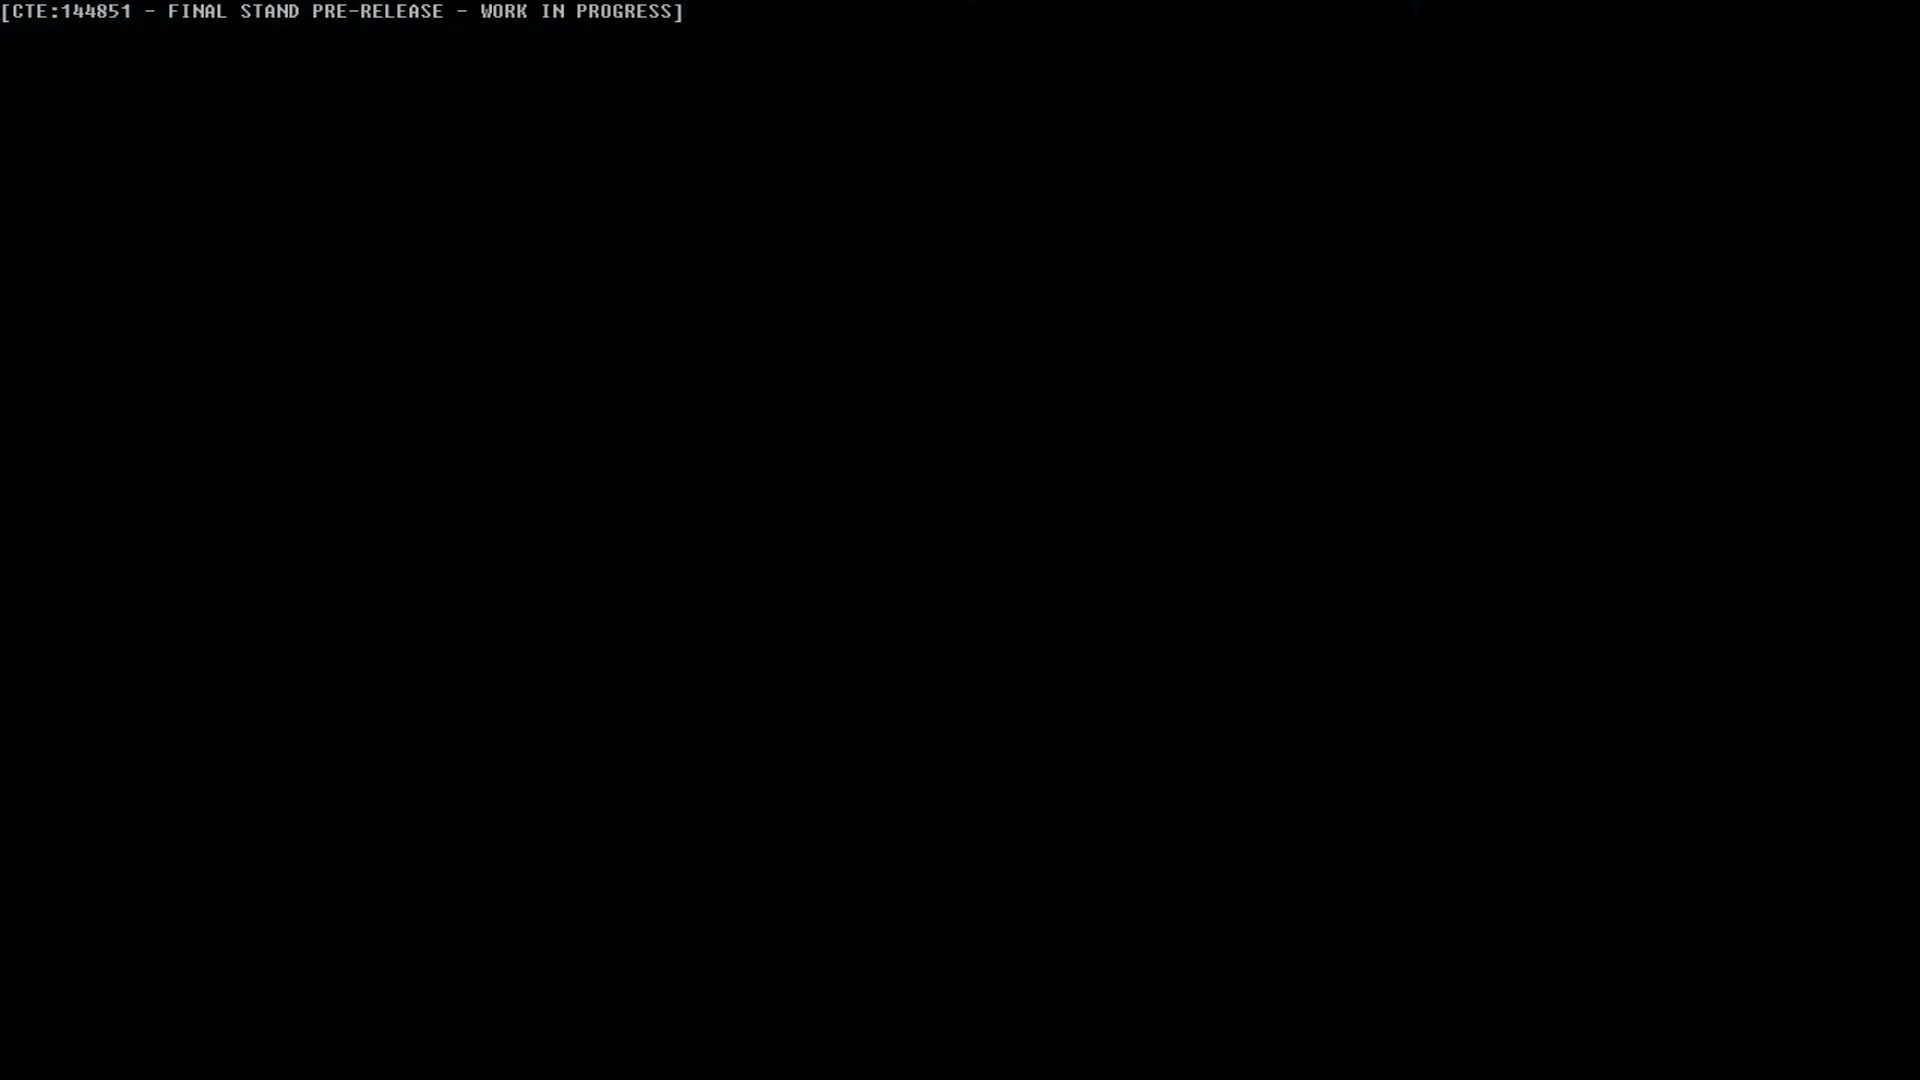 [CTE:144851 - FINAL STAND PRE-RELEASE - WORK IN PROGRESS]